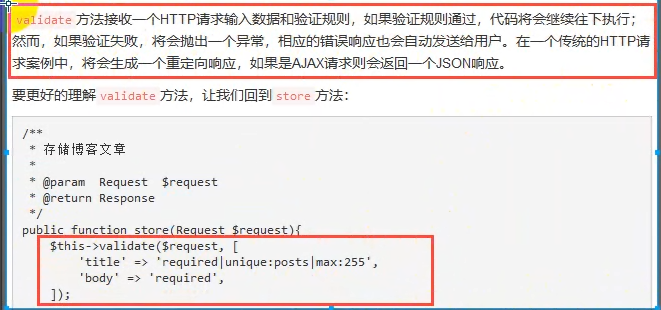 validate 方法接收一个HTTP请求输入数据和验证规则，如果验证规则通过，代码将会继续往下执行；
然而，如果验证失败，将会抛出一个异常，相应的错误响应也会自动发送给用户。在一个传统的HTTP请
求案例中，将会生成一个重定向响应，如果是AJAX请求则会返回一个JSON响应。
要更好的理解 validate 方法，让我们回到 store 方法：
/**
 * 存储博客文章
 *
 * @param  Request  $request
 * @return Response
 */
public function store(Request $request){
    $this->validate($request, [
        'title' => 'required|unique:posts|max:255',
        'body' => 'required',
    ]);